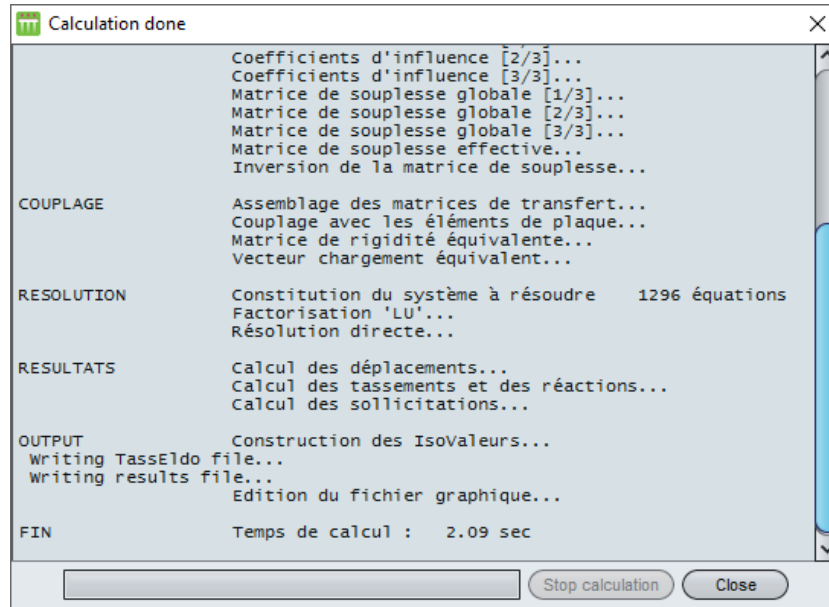 Calculation done
Coefficients d'influence [2/3]...
Coefficients d'influence [3/3]...
Matrice de souplesse globale [1/3]...
Matrice de souplesse globale [2/3]...
Matrice de souplesse globale [3/3]...
Matrice de souplesse effective...
Inversion de la matrice de souplesse...
COUPLAGE Assemblage des matrices de transfert...
Couplage avec les éléments de plaque...
Matrice de rigidité équivalente...
Vecteur chargement équivalent...
RESOLUTION Constitution du système à résoudre 1296 équations
Factorisation 'LU'...
Résolution directe...
RESULTATS Calcul des déplacements...
Calcul des tassements et des réactions...
Calcul des sollicitations...
OUTPUT Construction des IsoValeurs...
Writing TassEldo file...
Writing results file...
Edition du fichier graphique...
FIN Temps de calcul : 2.09 sec
Stop calculation Close